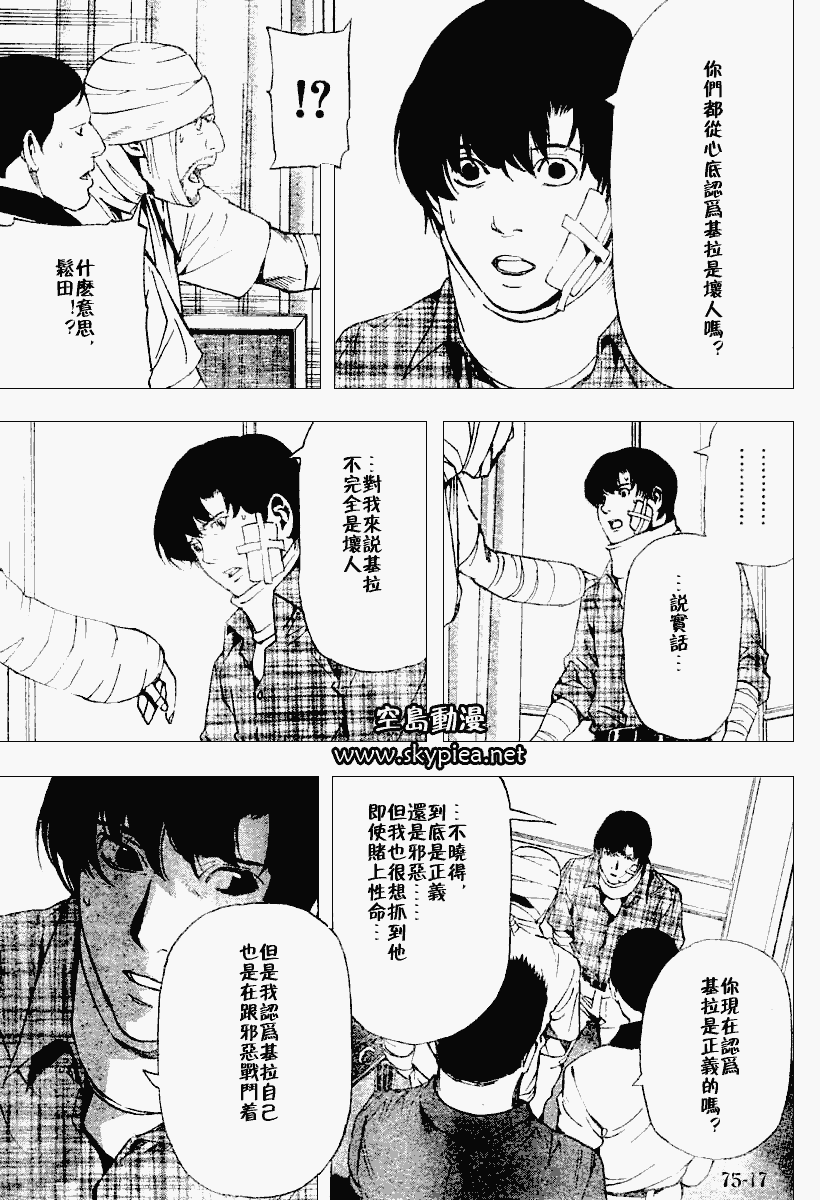 你們都從心底認爲基拉是壞人嗎?
!?
什麼意思,
鬆田!?
⋯⋯⋯
⋯⋯⋯
…説實話…
…對我來説基拉
不完全是壞人
你現在認爲
基拉是正義的嗎?
…不曉得,
到底是正義
還是邪惡……
但我也很想抓到他
即使賭上性命…
但是我認爲基拉自己
也是在跟邪惡戰鬥着
空島動漫
www.skypiea.net
75-17